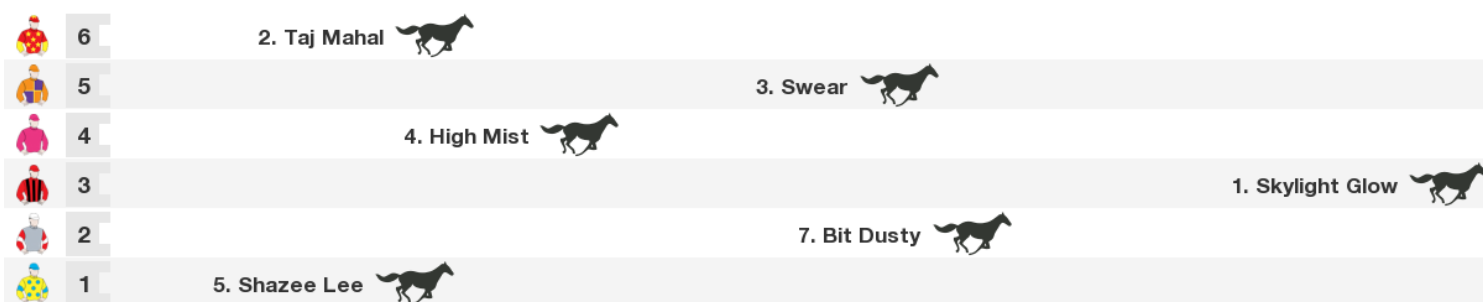 6 2. Taj Mahal
5 3. Swear
4 4. High Mist
3 1. Skylight Glow
2 7. Bit Dusty
1 5. Shazee Lee